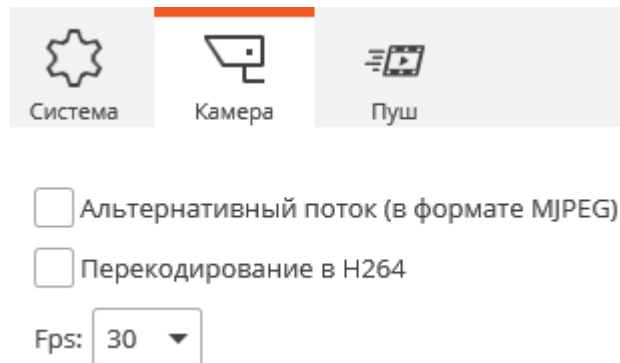 Система Камера Пуш
Альтернативный поток (в формате MJPEG)
Перекодирование в H264
Fps: 30